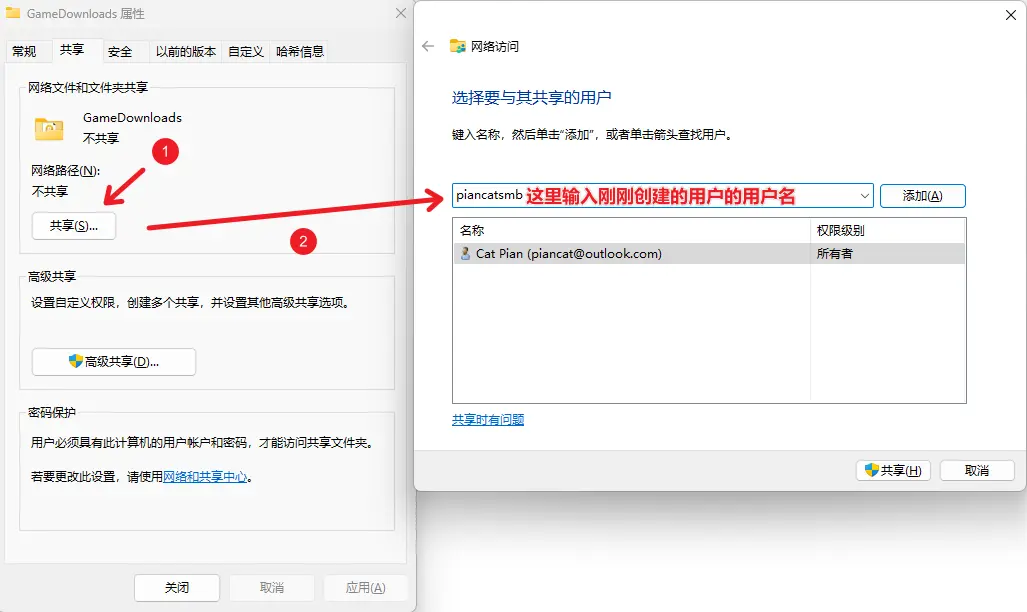 GameDownloads 属性
常规 共享 安全 以前的版本 自定义 哈希信息
网络文件和文件夹共享
GameDownloads
不共享
1
网络路径(N):
不共享
共享(S)...
2
高级共享
设置自定义权限，创建多个共享，并设置其他高级共享选项。
高级共享(D)...
密码保护
用户必须具有此计算机的用户帐户和密码，才能访问共享文件夹。
若要更改此设置，请使用网络和共享中心。
关闭 取消 应用(A)
网络访问
选择要与其共享的用户
键入名称，然后单击“添加”，或者单击箭头查找用户。
piancatsmb 这里输入刚刚创建的用户的用户名 添加(A)
名称 权限级别
Cat Pian (piancat@outlook.com) 所有者
共享时有问题
共享(H) 取消